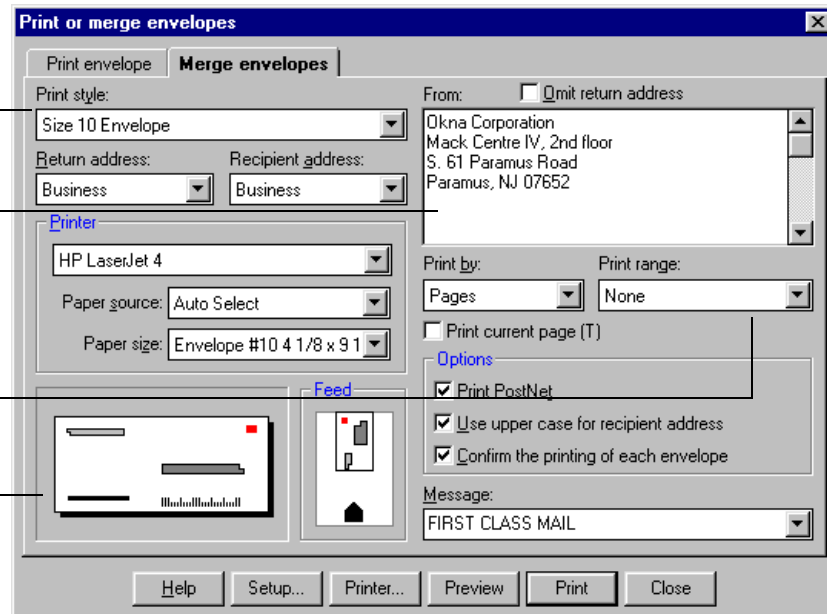 Print or merge envelopes
Print envelope
Merge envelopes
Print style:
Size 10 Envelope
Return address:
Recipient address:
Business
Business
Printer
HP LaserJet 4
Paper source:
Auto Select
Paper size:
Envelope #10 4 1/8 x 9 1
Feed
From:
Omit return address
Okna Corporation
Mack Centre IV, 2nd floor
S. 61 Paramus Road
Paramus, NJ 07652
Print by:
Print range:
Pages
None
Print current page (T)
Options
Print PostNet
Use upper case for recipient address
Confirm the printing of each envelope
Message:
FIRST CLASS MAIL
Help
Setup...
Printer...
Preview
Print
Close